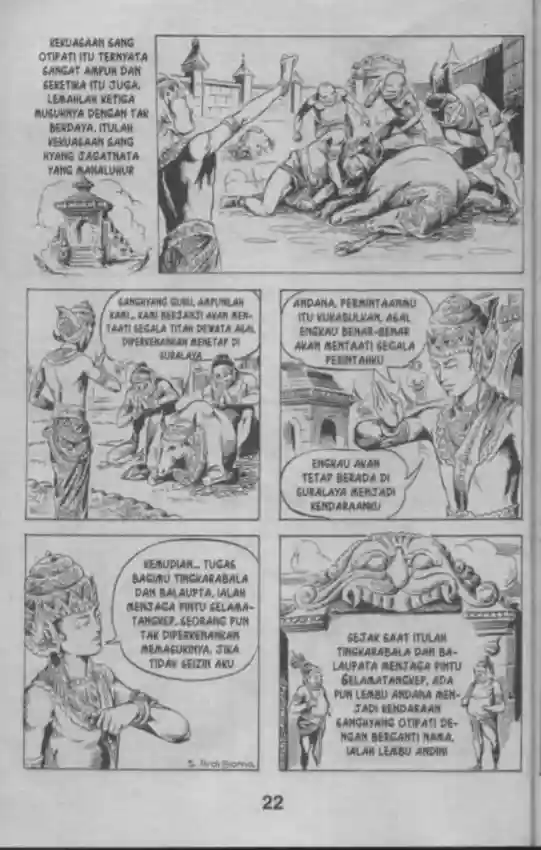 KEKUASAAN SANG
OTIPATI ITU TERNYATA
SANGAT AMPUH DAN
SEKETIKA ITU JUGA,
LEMAHLAH KETIGA
MUSUHNYA DENGAN TAK
BERDAYA. ITULAH
KEKUASAAN SANG
HYANG JAGATNATA
YANG MAHALUHUR
SANGHYANG GURU, AMPUNILAH
KAMI... KAMI BERJANJI AKAN MEN-
TAATI SEGALA TITAH DEWATA ASAL
DIPERKENANKAN MENETAP DI
SURALAYA
ANDANA, PERMINTAANMU
ITU KUKABULKAN, ASAL
ENGKAU BENAR-BENAR
AKAN MENTAATI SEGALA
PERINTAHKU
ENGKAU AKAN
TETAP BERADA DI
SURALAYA MENJADI
KENDARAANKU
KEMUDIAN... TUGAS
BAGIMU TINGKARABALA
DAN BALAUPTA, IALAH
MENJAGA PINTU SELAMA-
TANGKEP. SEORANG PUN
TAK DIPERKENANKAN
MEMASUKINYA, JIKA
TIDAK SEIZIN AKU
SEJAK SAAT ITULAH
TINGKARABALA DAN BA-
LAUPATA MENJAGA PINTU
SELAMATANGKEP, ADA
PUN LEMBU ANDANA MEN-
JADI KENDARAAN
SANGHYANG OTIPATI DE-
NGAN BERGANTI NAMA,
IALAH LEMBU ANDINI
22